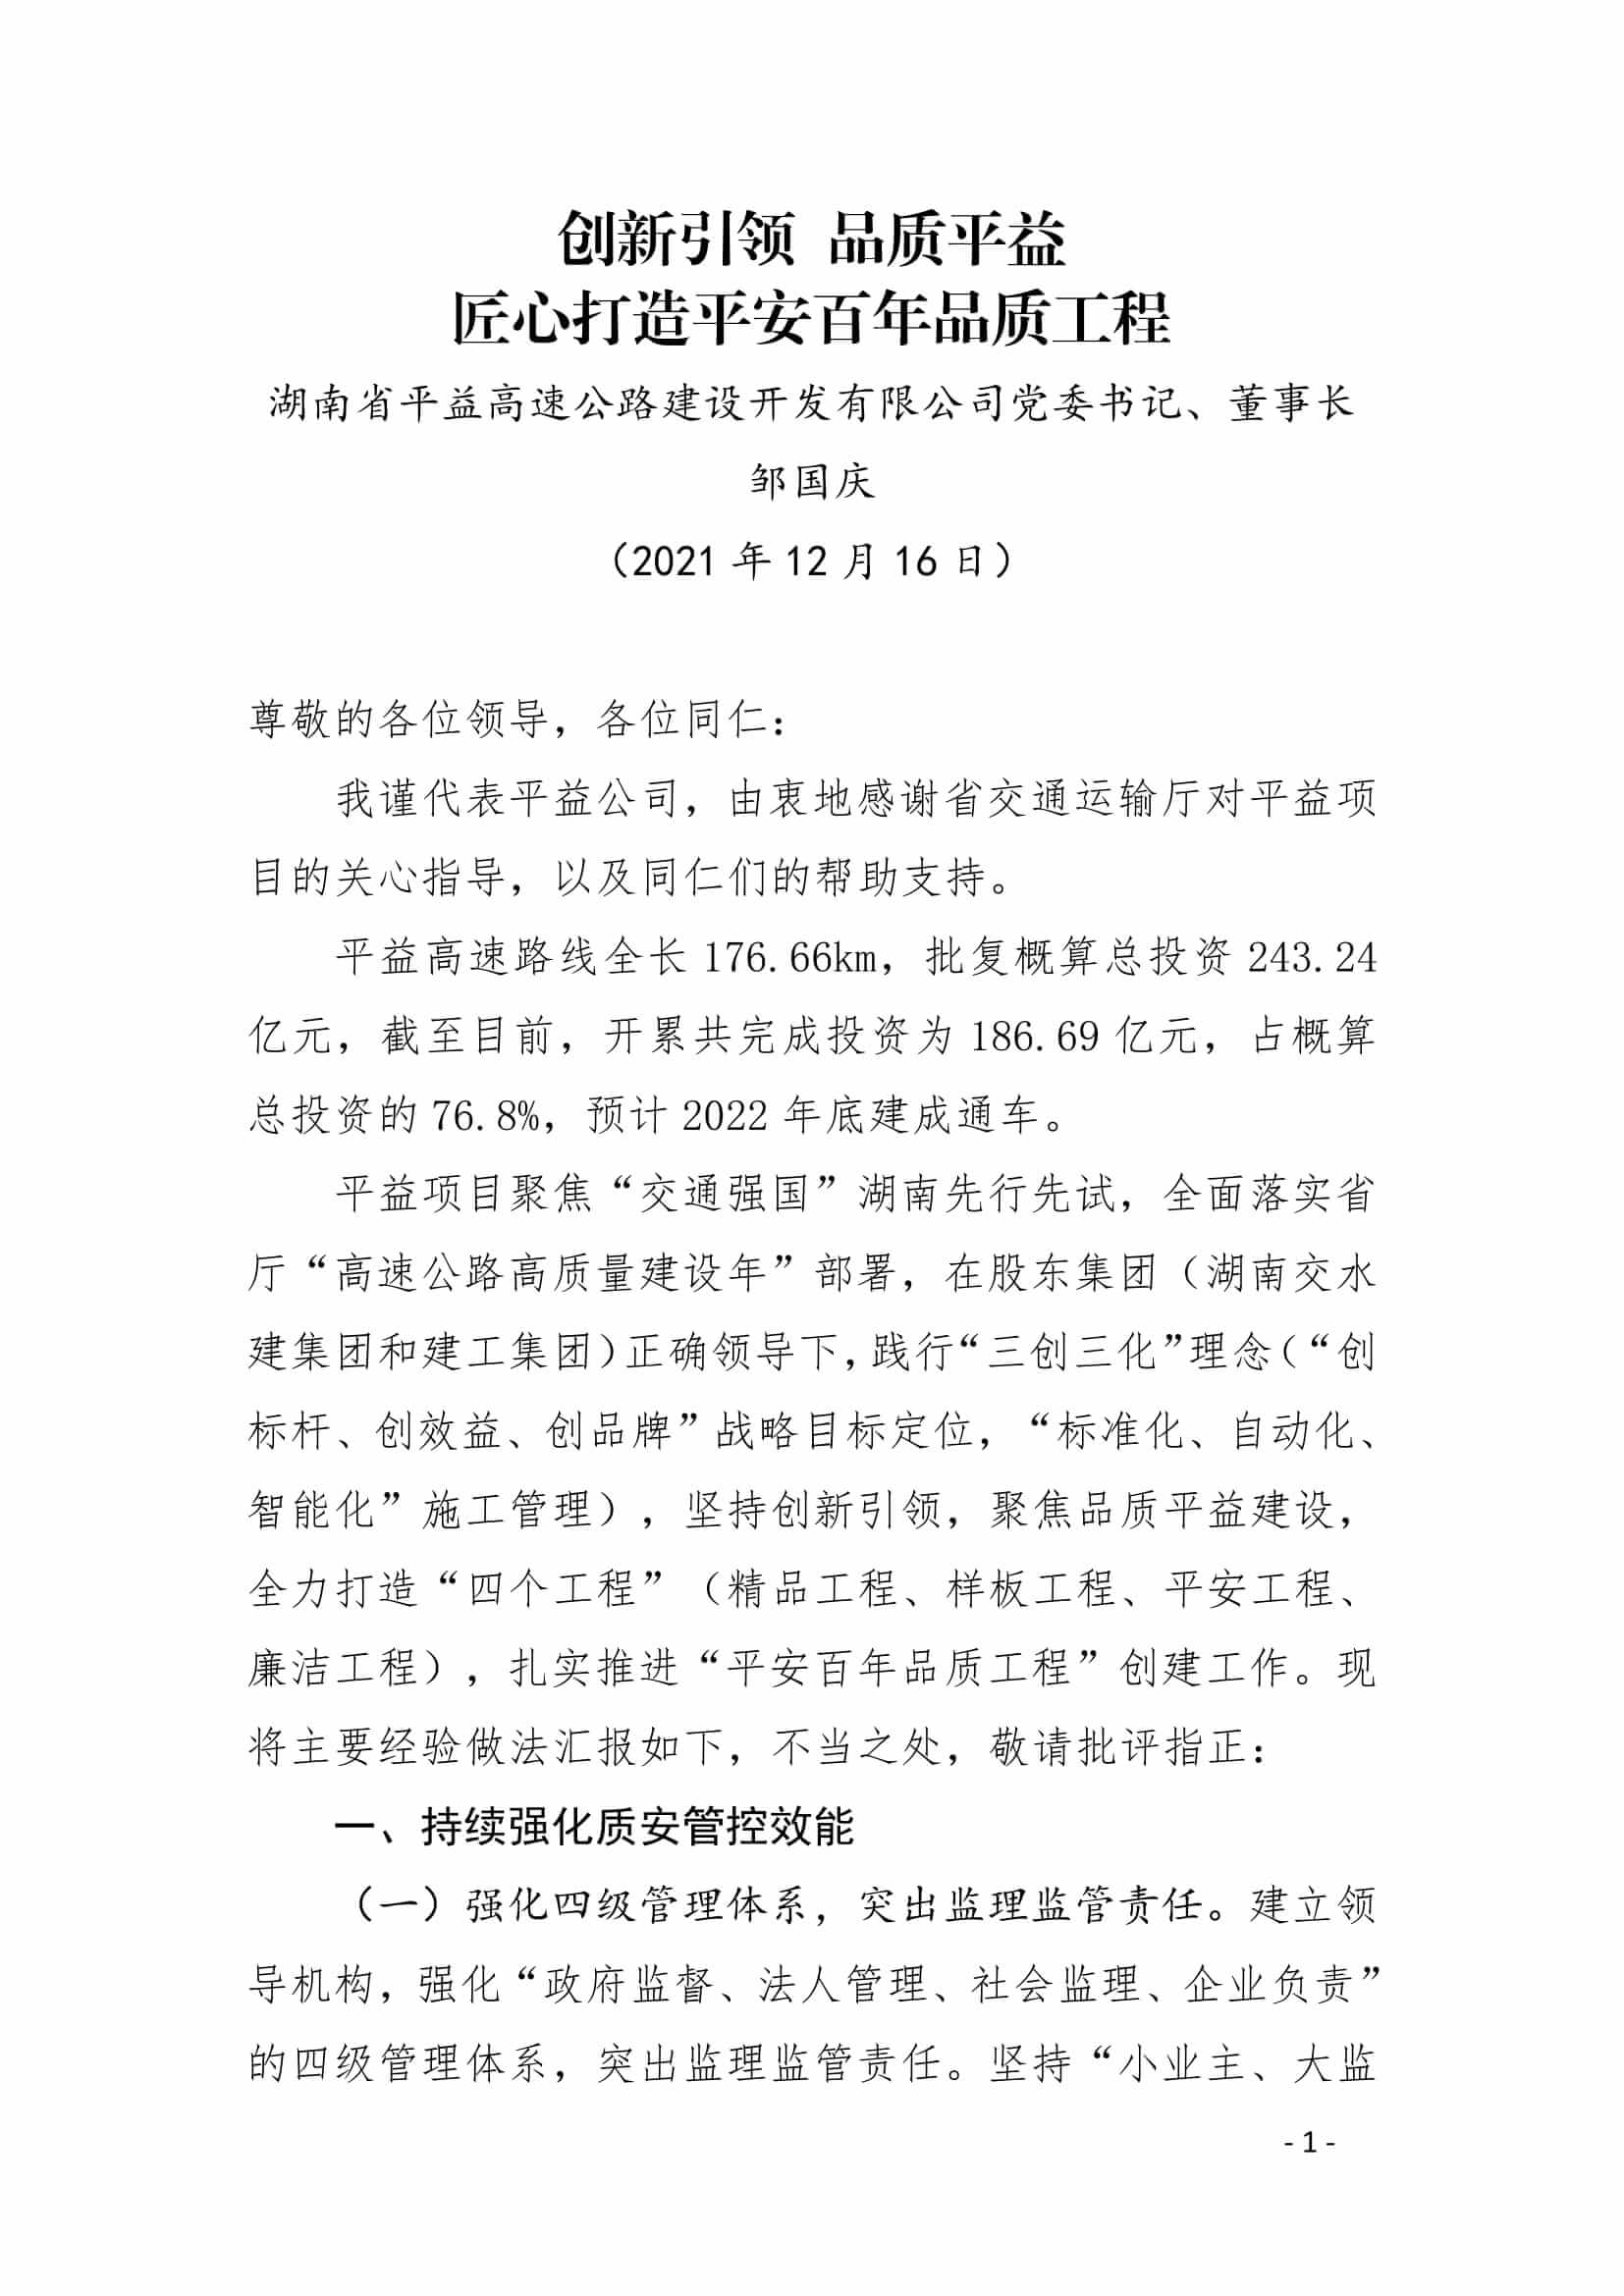 创新引领 品质平益
匠心打造平安百年品质工程
湖南省平益高速公路建设开发有限公司党委书记、董事长
邹国庆
（2021 年 12 月 16 日）
尊敬的各位领导，各位同仁：
我谨代表平益公司，由衷地感谢省交通运输厅对平益项
目的关心指导，以及同仁们的帮助支持。
平益高速路线全长 176.66km，批复概算总投资 243.24
亿元，截至目前，开累共完成投资为 186.69 亿元，占概算
总投资的 76.8%，预计 2022 年底建成通车。
平益项目聚焦“交通强国”湖南先行先试，全面落实省
厅“高速公路高质量建设年”部署，在股东集团（湖南交水
建集团和建工集团）正确领导下，践行“三创三化”理念（“创
标杆、创效益、创品牌”战略目标定位，“标准化、自动化、
智能化”施工管理），坚持创新引领，聚焦品质平益建设，
全力打造“四个工程”（精品工程、样板工程、平安工程、
廉洁工程），扎实推进“平安百年品质工程”创建工作。现
将主要经验做法汇报如下，不当之处，敬请批评指正：
一、持续强化质安管控效能
（一）强化四级管理体系，突出监理监管责任。建立领
导机构，强化“政府监督、法人管理、社会监理、企业负责”
的四级管理体系，突出监理监管责任。坚持“小业主、大监
- 1 -